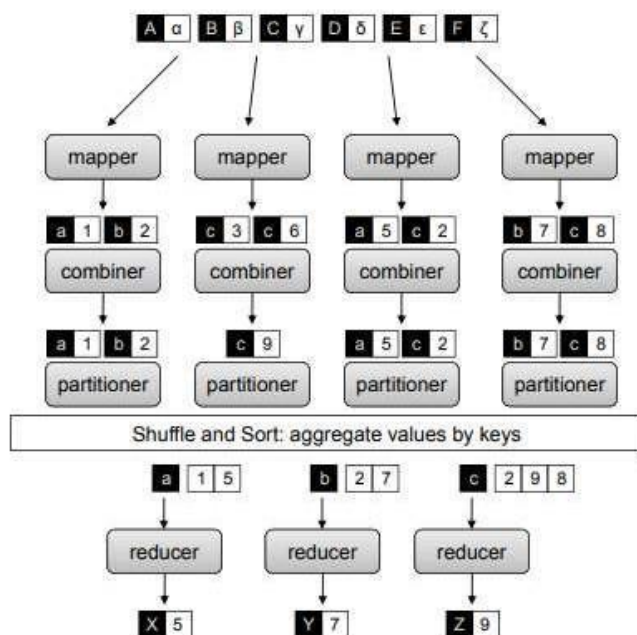 A α B β C γ D δ E ε F ζ
mapper mapper mapper mapper
a 1 b 2 c 3 c 6 a 5 c 2 b 7 c 8
combiner combiner combiner combiner
a 1 b 2 c 9 a 5 c 2 b 7 c 8
partitioner partitioner partitioner partitioner
Shuffle and Sort: aggregate values by keys
a 1 5 b 2 7 c 2 9 8
reducer reducer reducer
X 5 Y 7 Z 9